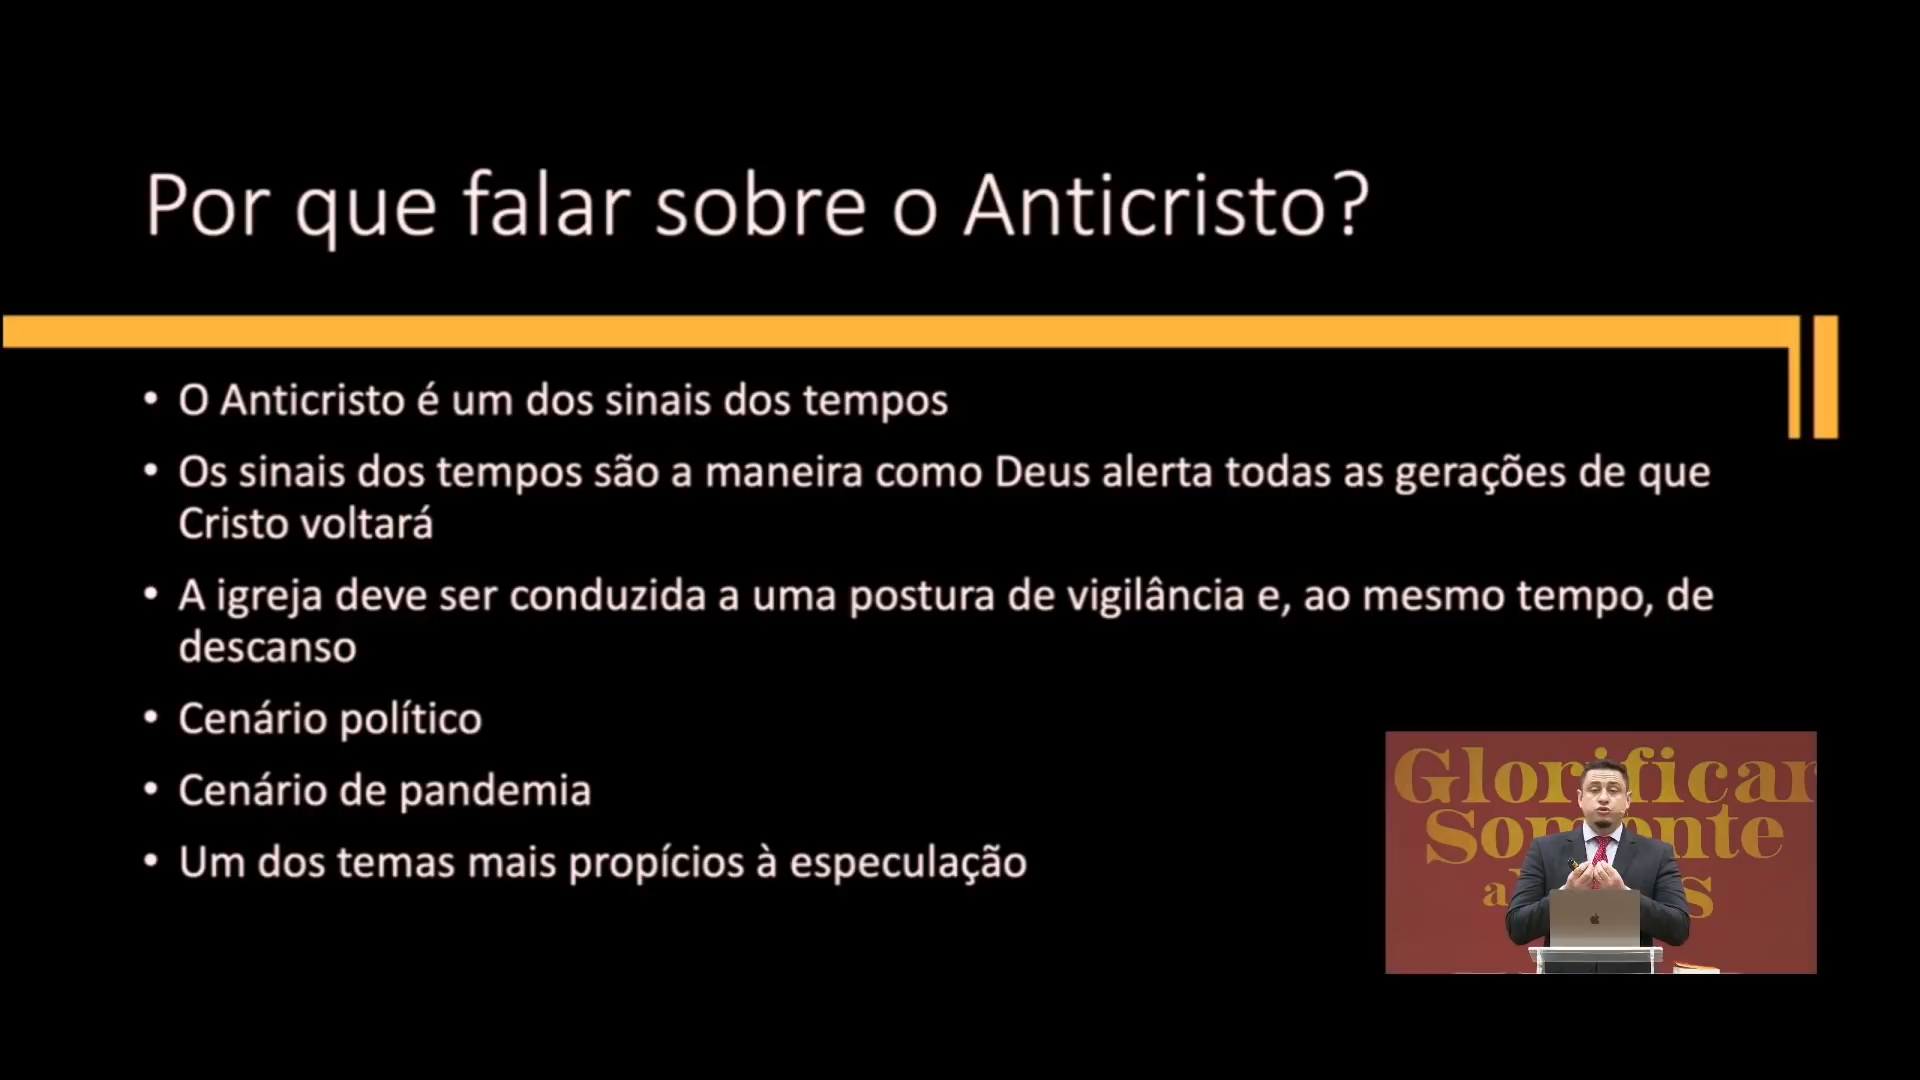 Por que falar sobre o Anticristo?
• O Anticristo é um dos sinais dos tempos
• Os sinais dos tempos são a maneira como Deus alerta todas as gerações de que
Cristo voltará
• A igreja deve ser conduzida a uma postura de vigilância e, ao mesmo tempo, de
descanso
• Cenário político
• Cenário de pandemia
• Um dos temas mais propícios à especulação
Glorificar
Somente